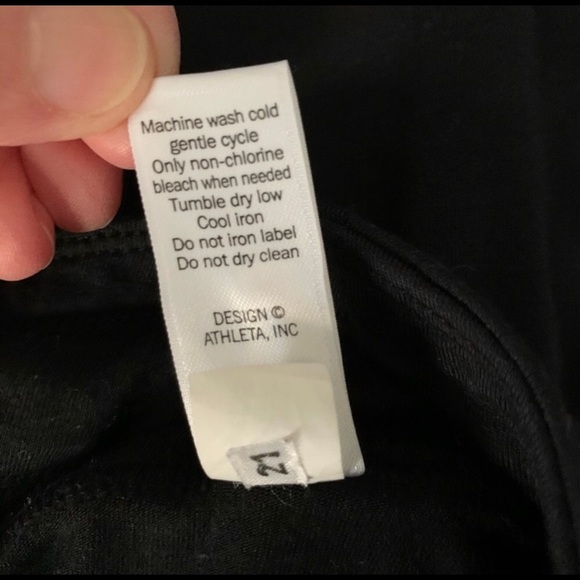 Machine wash cold
gentle cycle
Only non-chlorine
bleach when needed
Tumble dry low
Cool iron
Do not iron label
Do not dry clean
DESIGN ©
ATHLETA, INC
21